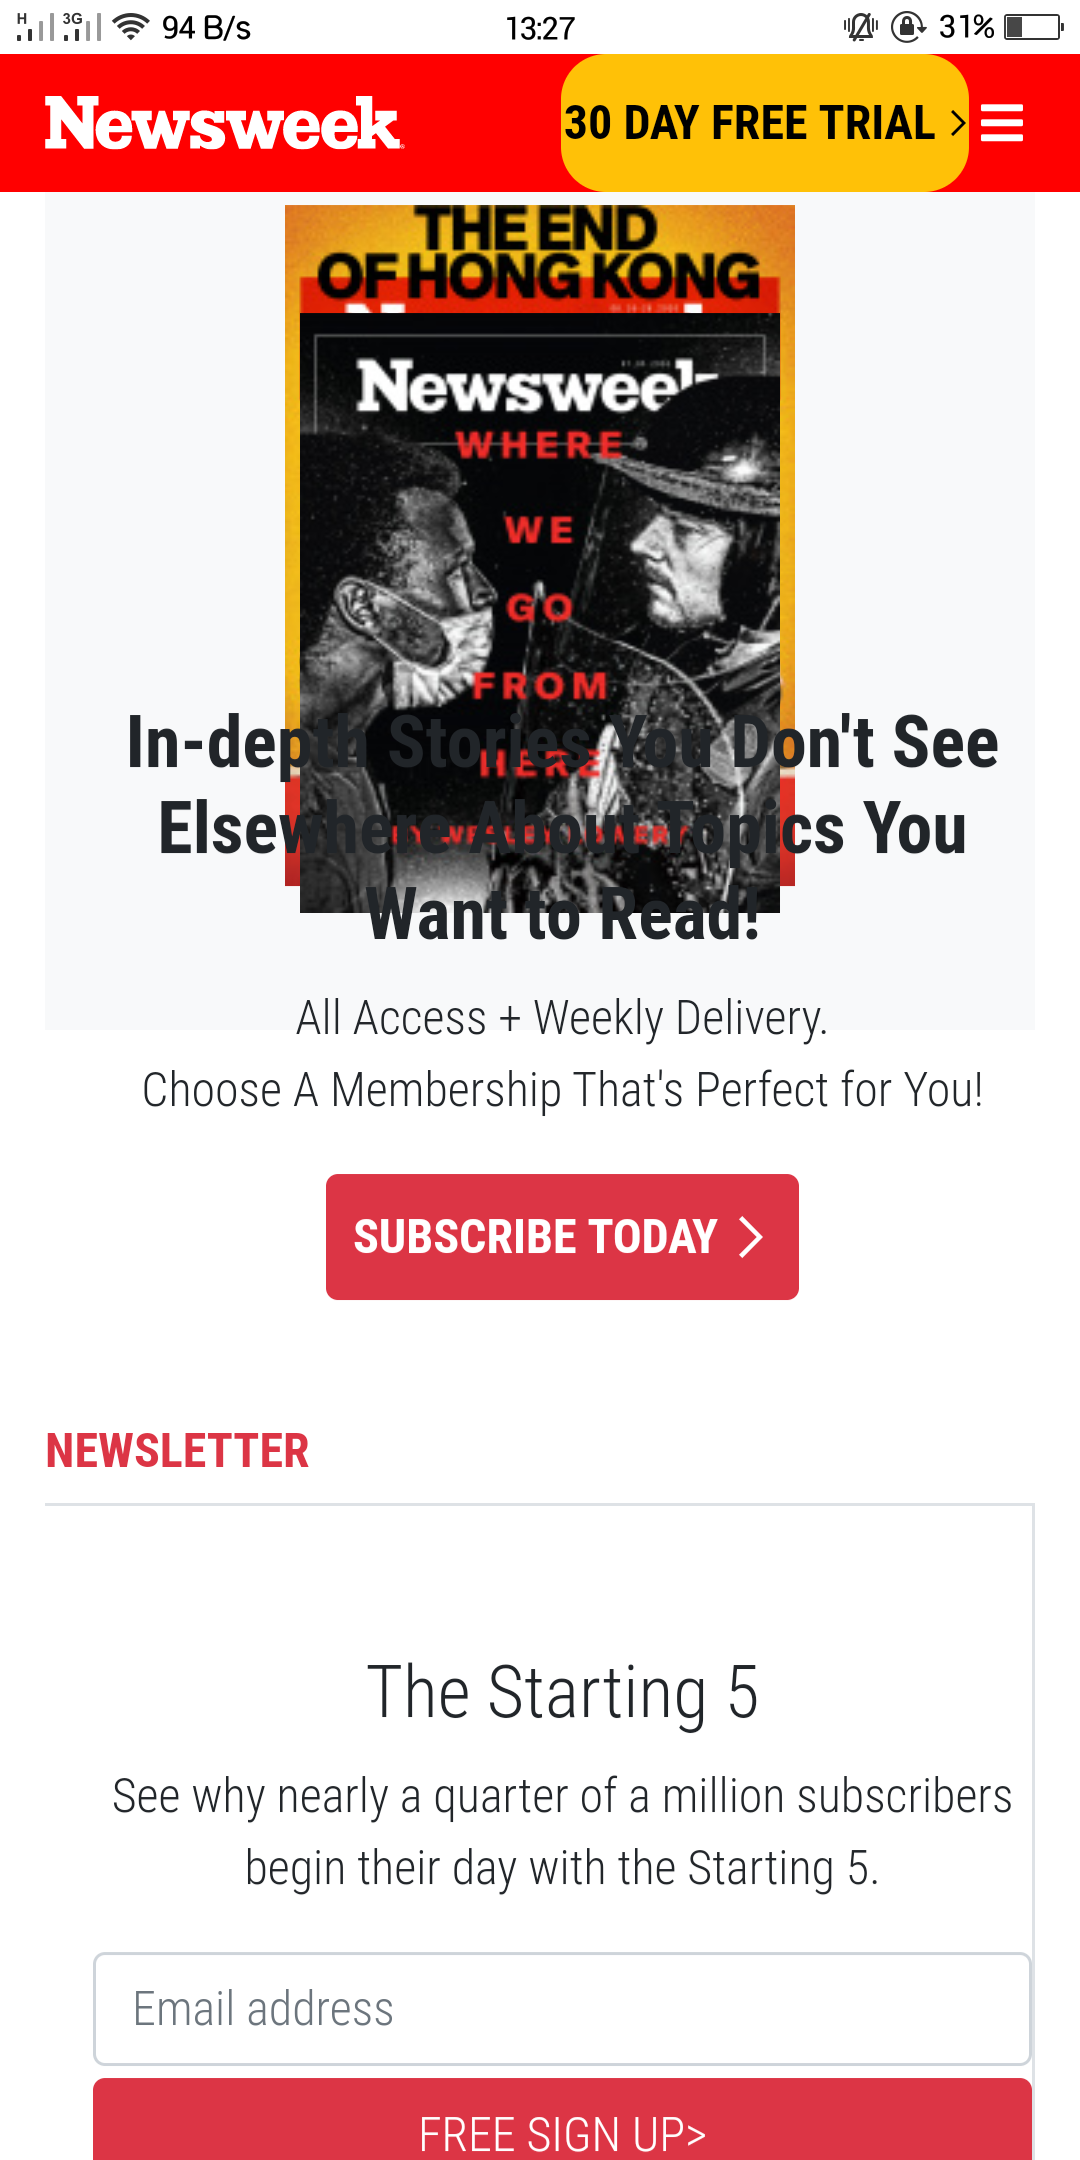 H 3G 94 B/s 13:27 31%
Newsweek
30 DAY FREE TRIAL >
THE END
OF HONG KONG
Newsweek
WHERE
WE
GO
FROM
HERE
In-depth Stories You Don't See
Elsewhere About Topics You
Want to Read!
All Access + Weekly Delivery.
Choose A Membership That's Perfect for You!
SUBSCRIBE TODAY >
NEWSLETTER
The Starting 5
See why nearly a quarter of a million subscribers
begin their day with the Starting 5.
Email address
FREE SIGN UP>